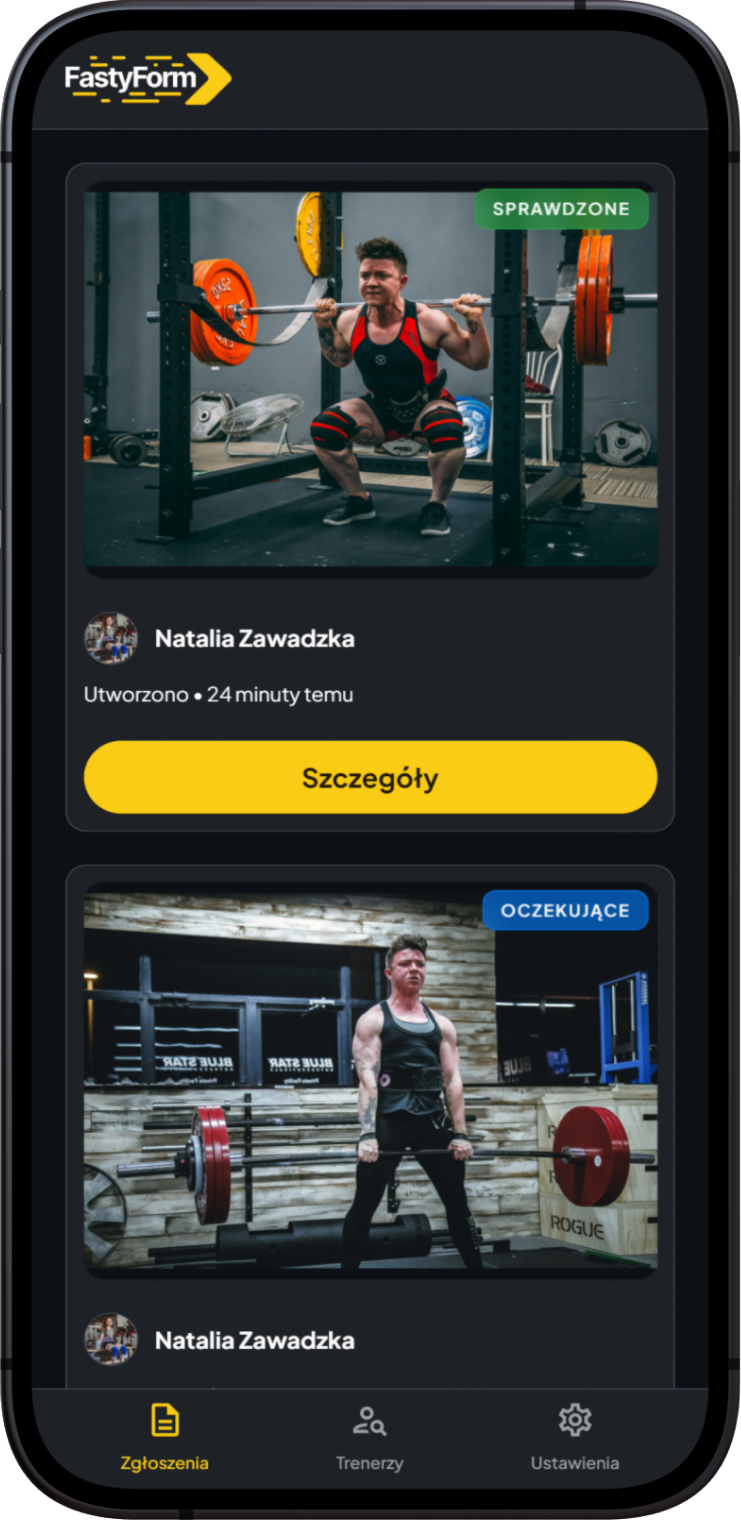 FastyForm
SPRAWDZONE
Natalia Zawadzka
Utworzono • 24 minuty temu
Szczegóły
OCZEKUJĄCE
BLUE STAR
BLUE STAR
BLUE
ROGUE
Natalia Zawadzka
Zgłoszenia
Trenerzy
Ustawienia